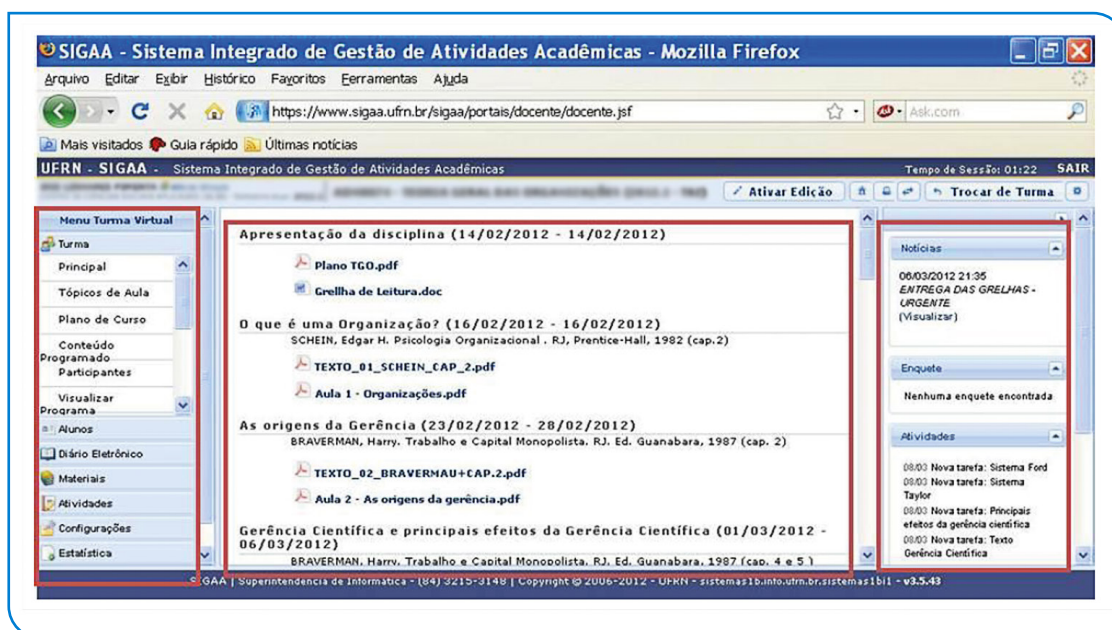 SIGAA - Sistema Integrado de Gestão de Atividades Acadêmicas - Mozilla Firefox
Arquivo Editar Exibir Histórico Favoritos Ferramentas Ajuda
https://www.sigaa.ufrn.br/sigaa/portais/docente/docente.jsf
Ask.com
Mais visitados Guia rápido Últimas notícias
UFRN - SIGAA - Sistema Integrado de Gestão de Atividades Acadêmicas
Tempo de Sessão: 01:22 SAIR
Ativar Edição
Trocar de Turma
Menu Turma Virtual
Turma
Principal
Tópicos de Aula
Plano de Curso
Conteúdo
Programado
Participantes
Visualizar
Programa
Alunos
Diário Eletrônico
Materiais
Atividades
Configurações
Estatística
Apresentação da disciplina (14/02/2012 - 14/02/2012)
Plano TGO.pdf
Grellha de Leitura.doc
O que é uma Organização? (16/02/2012 - 16/02/2012)
SCHEIN, Edgar H. Psicologia Organizacional . RJ, Prentice-Hall, 1982 (cap.2)
TEXTO_01_SCHEIN_CAP_2.pdf
Aula 1 - Organizações.pdf
As origens da Gerência (23/02/2012 - 28/02/2012)
BRAVERMAN, Harry. Trabalho e Capital Monopolista. RJ. Ed. Guanabara, 1987 (cap. 2)
TEXTO_02_BRAVERMAU+CAP.2.pdf
Aula 2 - As origens da gerência.pdf
Gerência Científica e principais efeitos da Gerência Científica (01/03/2012 -
06/03/2012)
BRAVERMAN, Harry. Trabalho e Capital Monopolista. RJ. Ed. Guanabara, 1987 (cap. 4 e 5 )
Notícias
06/03/2012 21:35
ENTREGA DAS GRELHAS -
URGENTE
(Visualizar)
Enquete
Nenhuma enquete encontrada
Atividades
08/03 Nova tarefa: Sistema Ford
08/03 Nova tarefa: Sistema
Taylor
08/03 Nova tarefa: Principais
efeitos da gerência científica
08/03 Nova tarefa: Texto
Gerência Científica
SIGAA | Superintendência de Informática - (84) 3215-3148 | Copyright © 2006-2012 - UFRN - sistemas1b.info.ufrn.br.sistemas1bi1 - v3.5.43